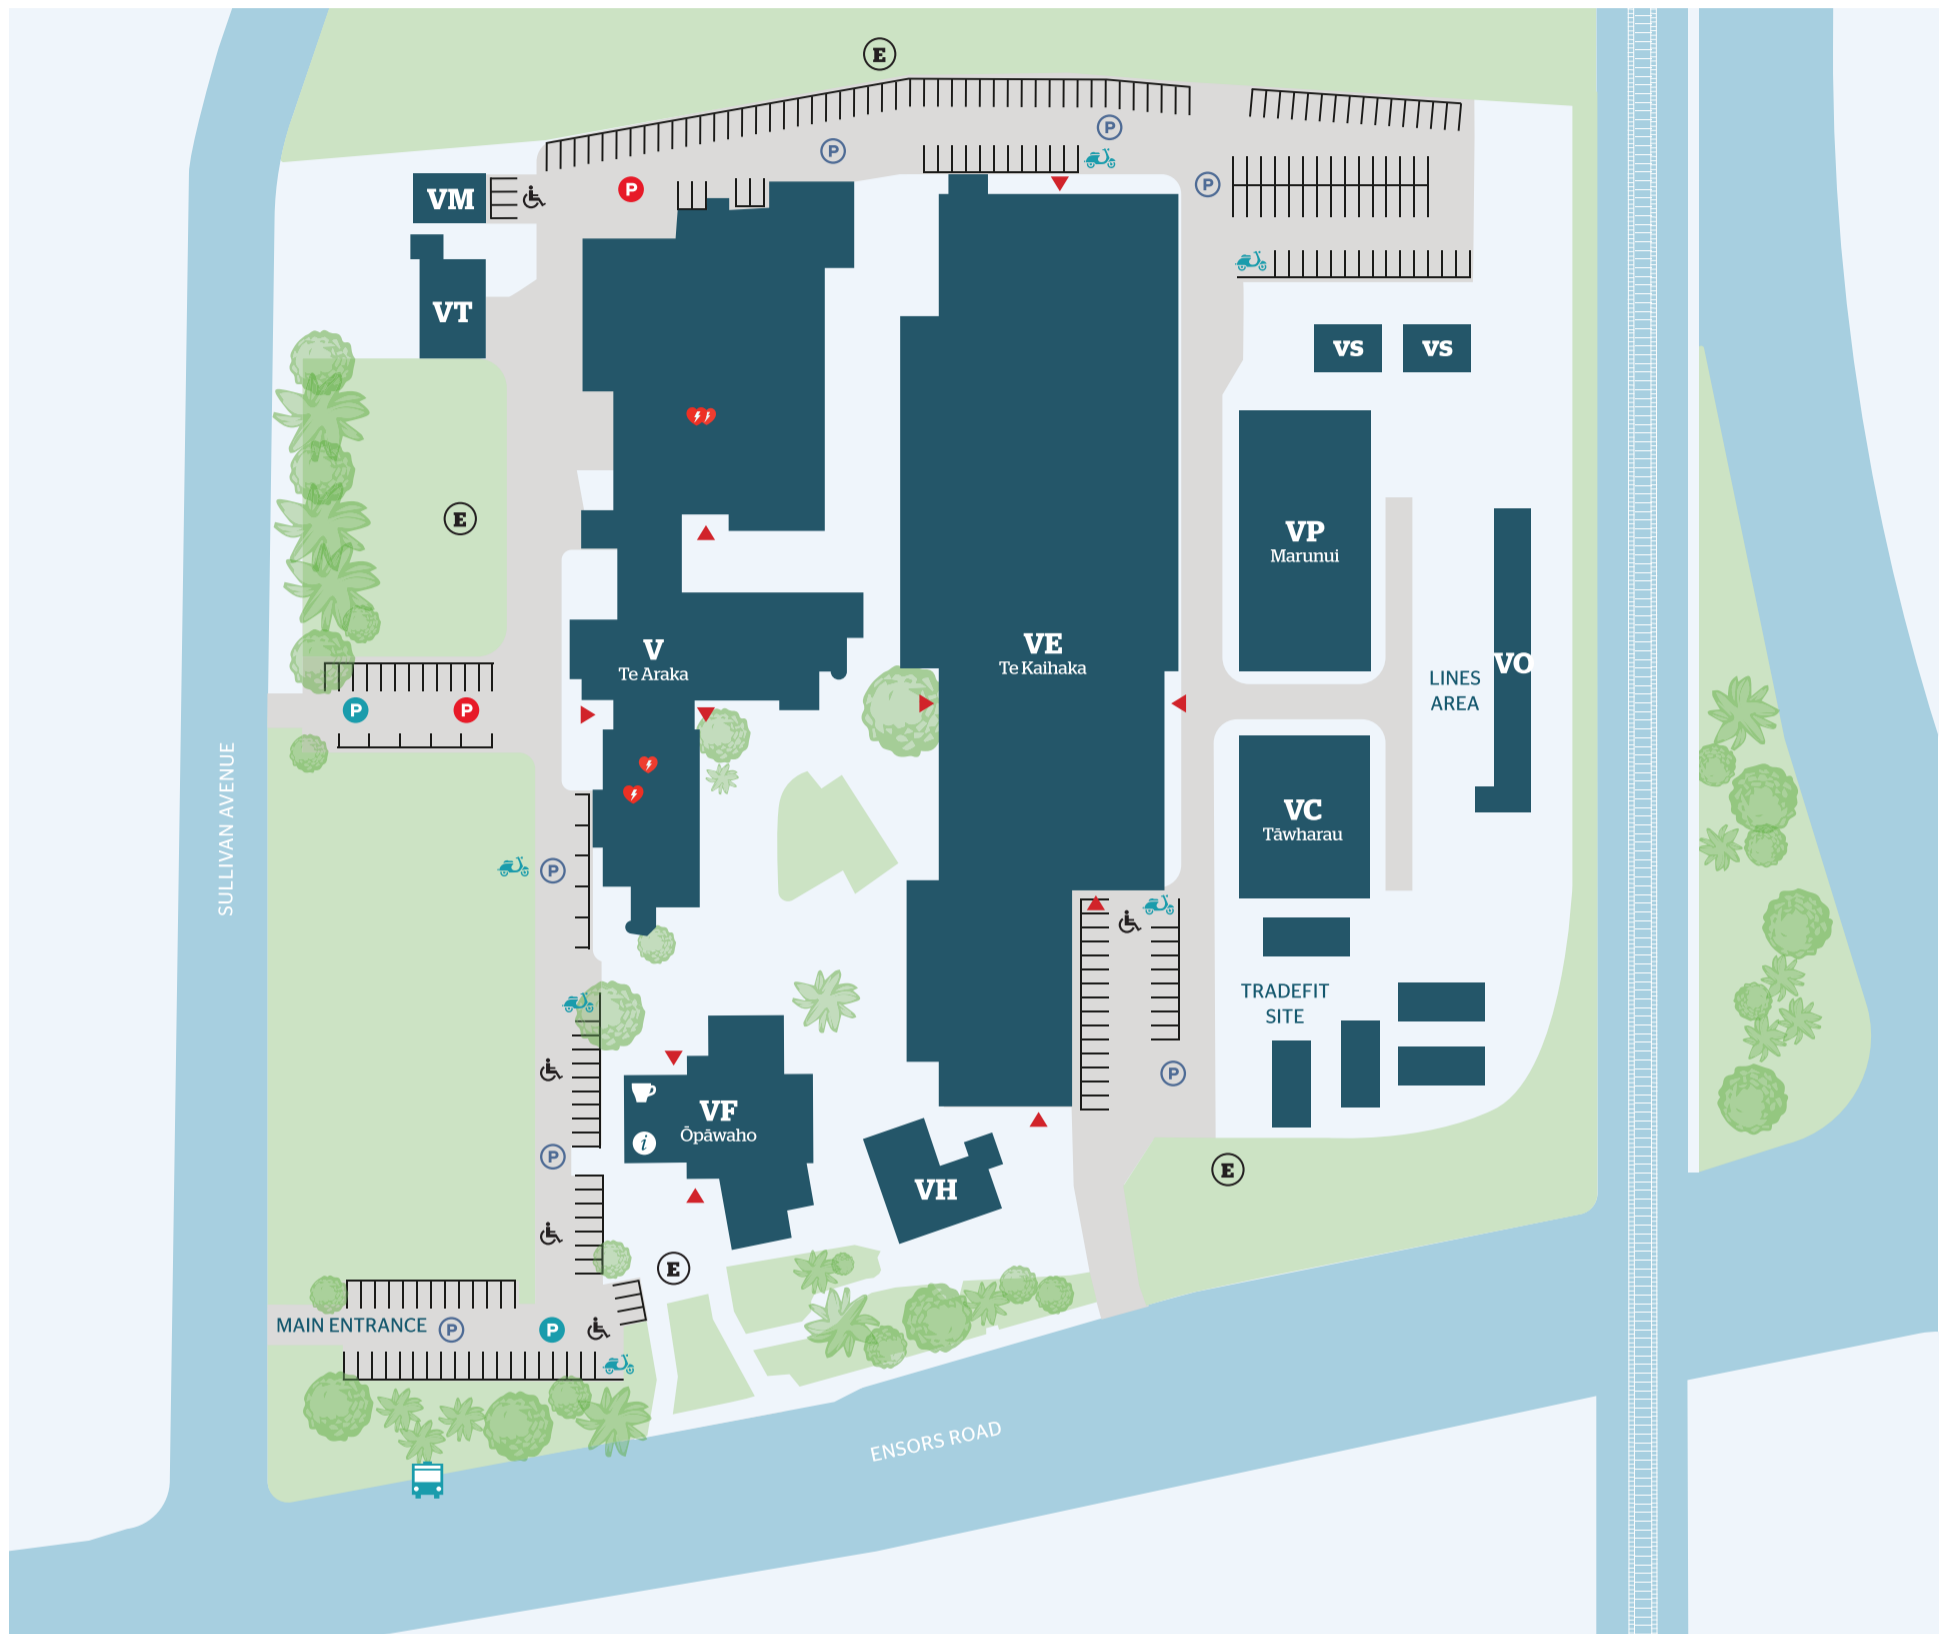 E
P
P
VM
P
P
VT
VS
VS
E
VP
Marunui
V
Te Araka
VE
Te Kaihaka
VO
LINES
AREA
P
P
SULLIVAN AVENUE
VC
Tāwharau
P
TRADEFIT
SITE
P
VF
Ōpāwaho
i
P
E
VH
E
MAIN ENTRANCE
P
P
ENSORS ROAD